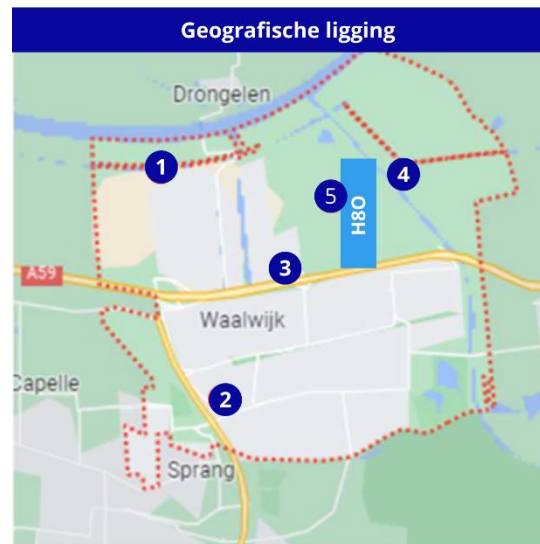 Geografische ligging
Drongelen
1
4
5
H8O
A59
3
Waalwijk
Capelle
2
Sprang